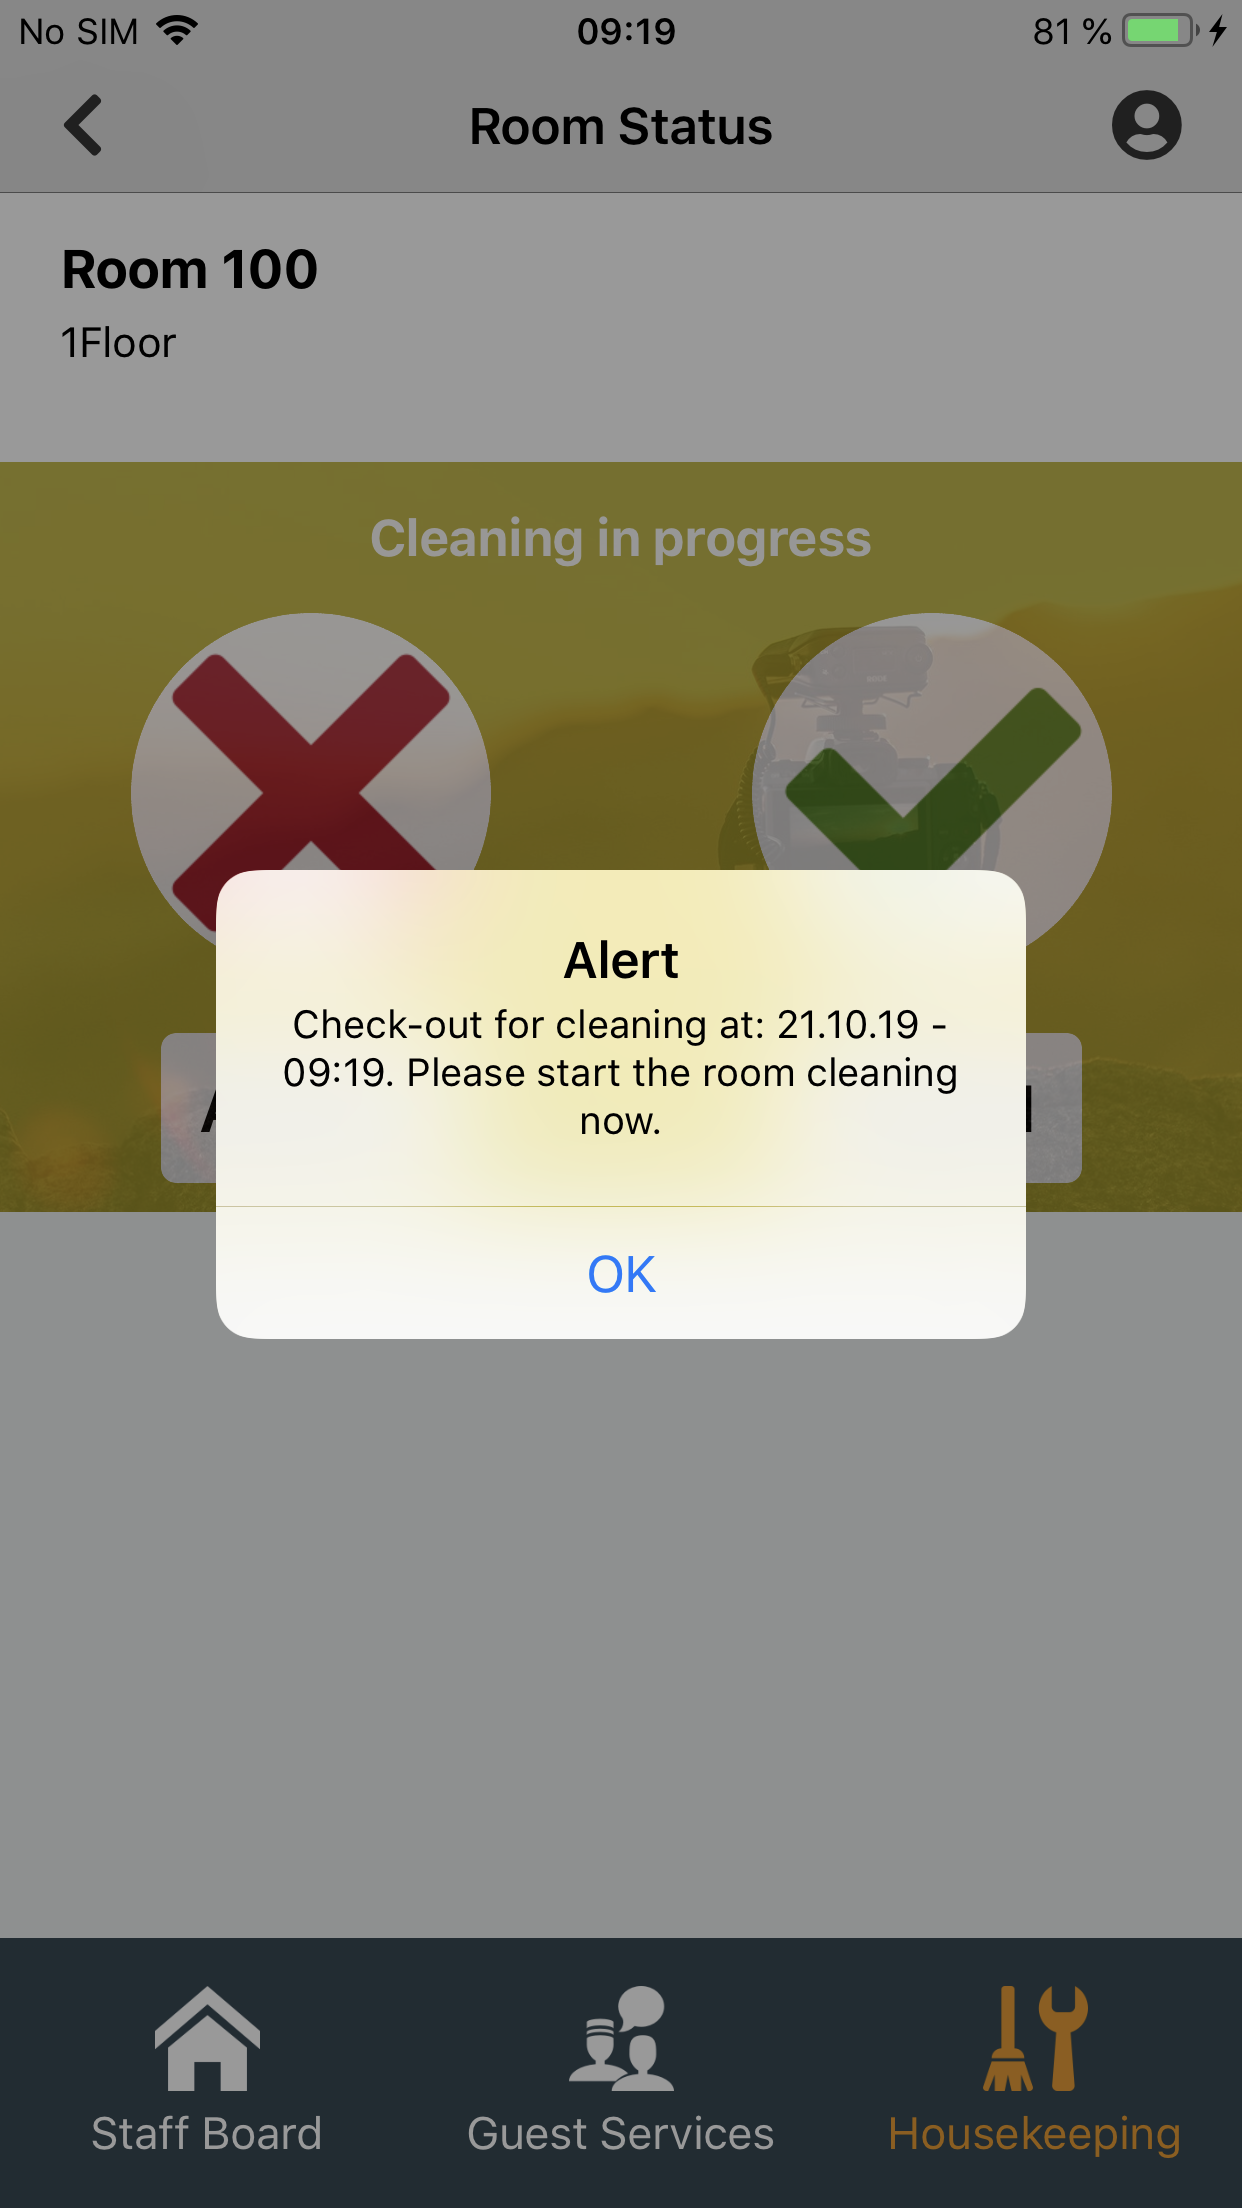 No SIM 09:19 81 %
Room Status
Room 100
1Floor
Cleaning in progress
Alert
Check-out for cleaning at: 21.10.19 -
09:19. Please start the room cleaning
now.
OK
Staff Board Guest Services Housekeeping